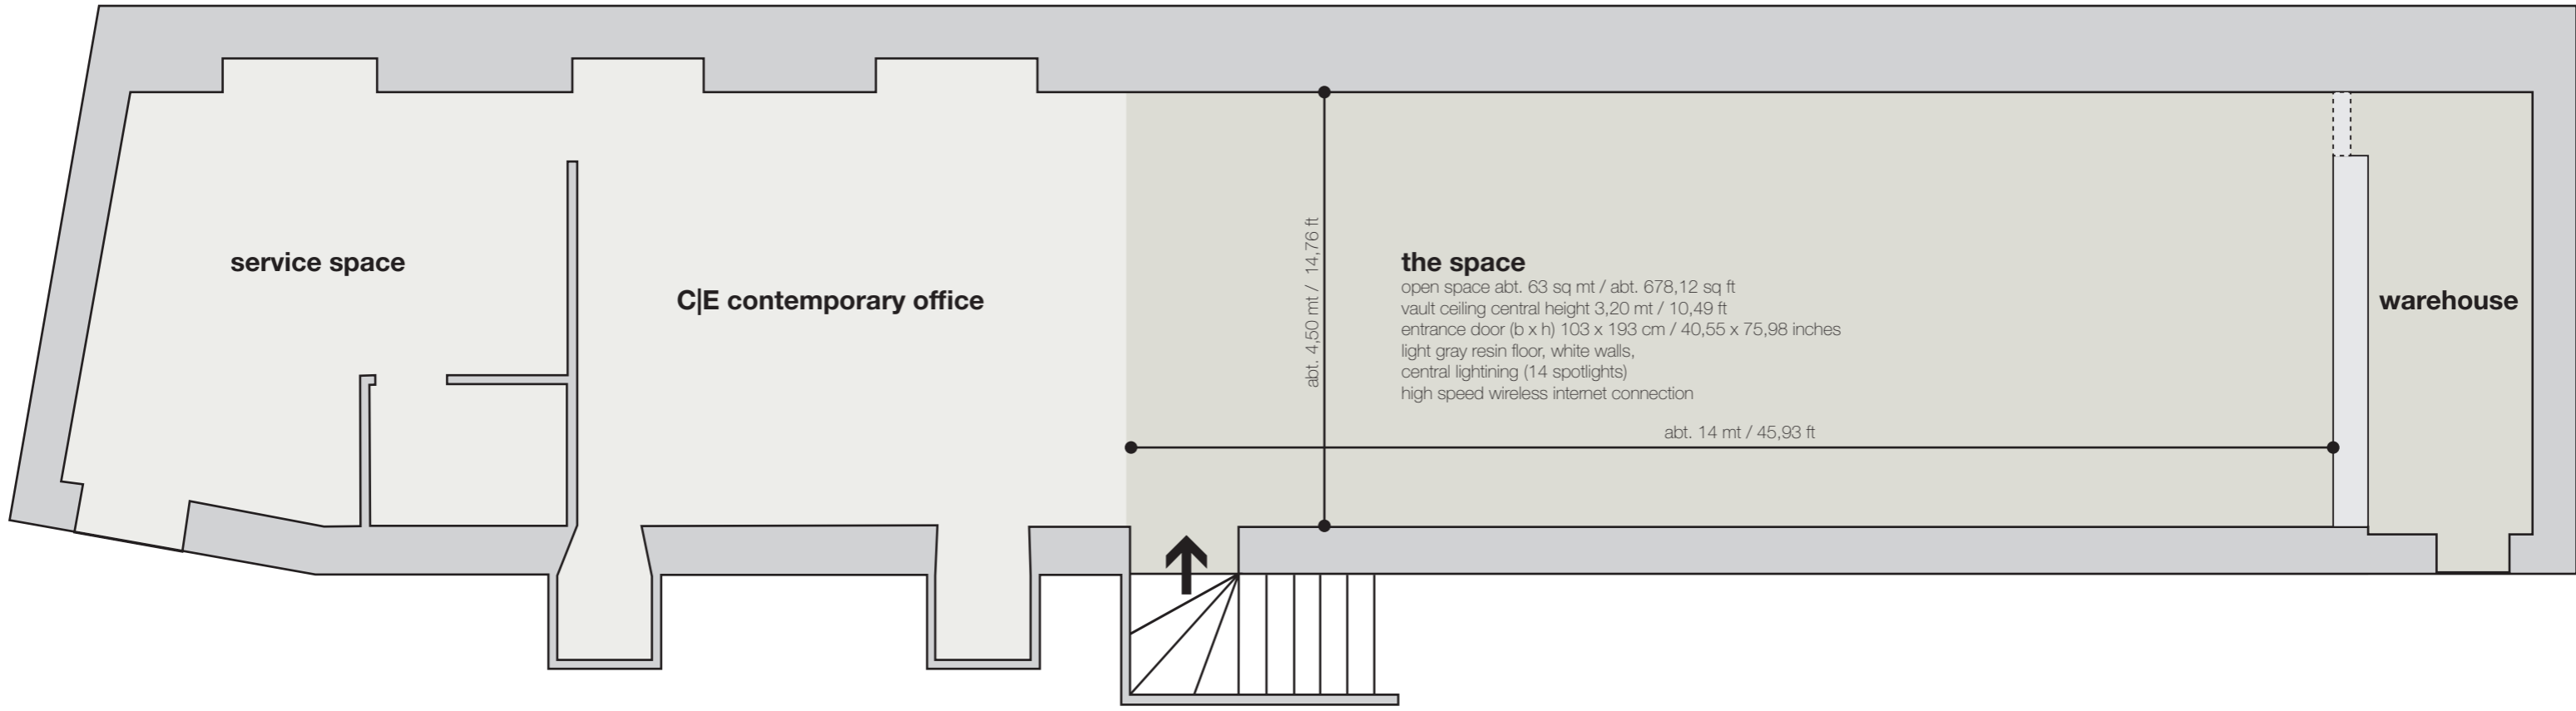 service space
C|E contemporary office
abt. 4,50 mt / 14,76 ft
the space
open space abt. 63 sq mt / abt. 678,12 sq ft
vault ceiling central height 3,20 mt / 10,49 ft
entrance door (b x h) 103 x 193 cm / 40,55 x 75,98 inches
light gray resin floor, white walls,
central lightining (14 spotlights)
high speed wireless internet connection
abt. 14 mt / 45,93 ft
warehouse